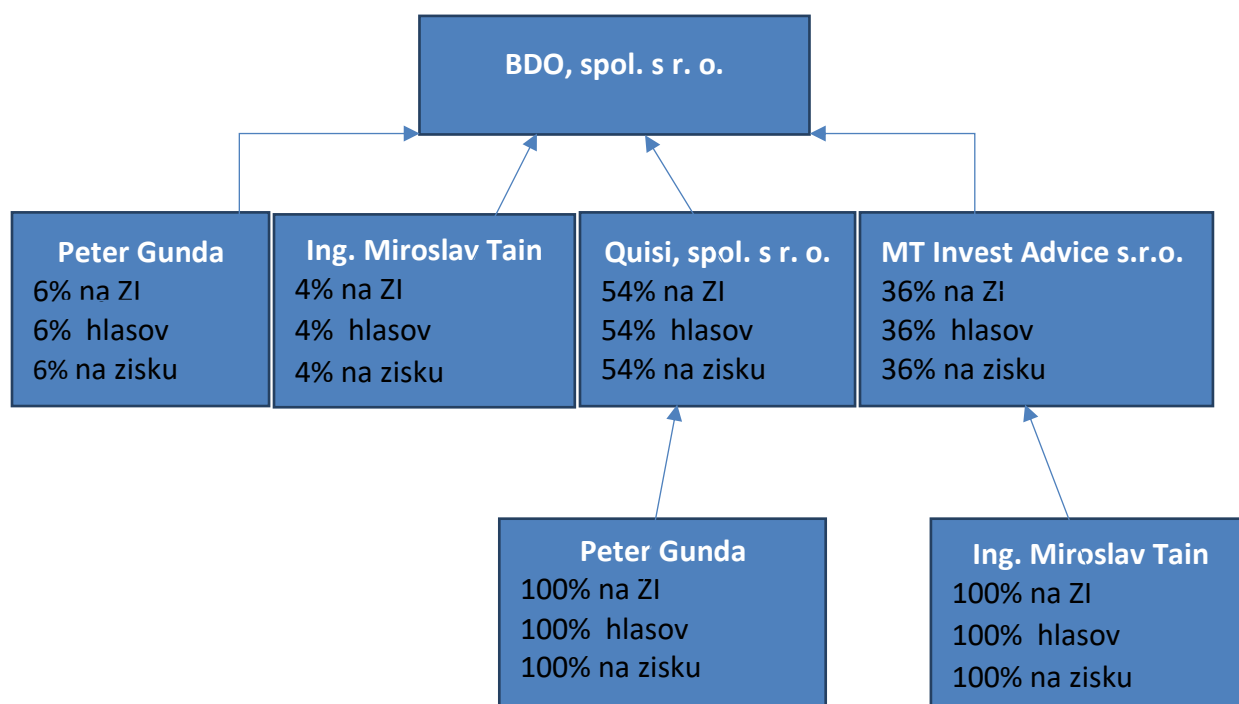 BDO, spol. s r. o.
Peter Gunda
6% na ZI
6% hlasov
6% na zisku
Ing. Miroslav Tain
4% na ZI
4% hlasov
4% na zisku
Quisi, spol. s r. o.
54% na ZI
54% hlasov
54% na zisku
MT Invest Advice s.r.o.
36% na ZI
36% hlasov
36% na zisku
Peter Gunda
100% na ZI
100% hlasov
100% na zisku
Ing. Miroslav Tain
100% na ZI
100% hlasov
100% na zisku